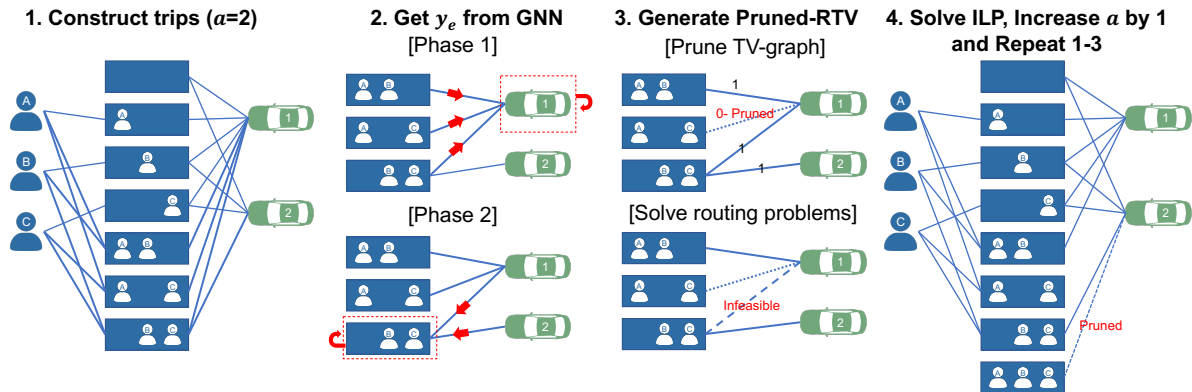 1. Construct trips (a=2)
A
B
C
A
B
C
A B
A C
B C
1
2
2. Get y_e from GNN
[Phase 1]
A B
A C
B C
1
2
[Phase 2]
A B
A C
B C
1
2
3. Generate Pruned-RTV
[Prune TV-graph]
A B
A C
B C
1
0- Pruned
1
1
1
2
[Solve routing problems]
A B
A C
B C
Infeasible
1
2
4. Solve ILP, Increase a by 1
and Repeat 1-3
A
B
C
A
B
C
A B
A C
B C
A B C
1
2
Pruned